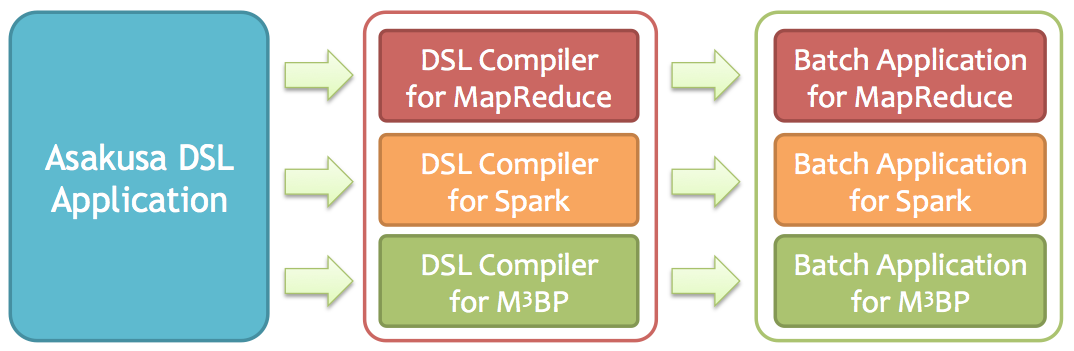 Asakusa DSL
Application
DSL Compiler
for MapReduce
DSL Compiler
for Spark
DSL Compiler
for M³BP
Batch Application
for MapReduce
Batch Application
for Spark
Batch Application
for M³BP